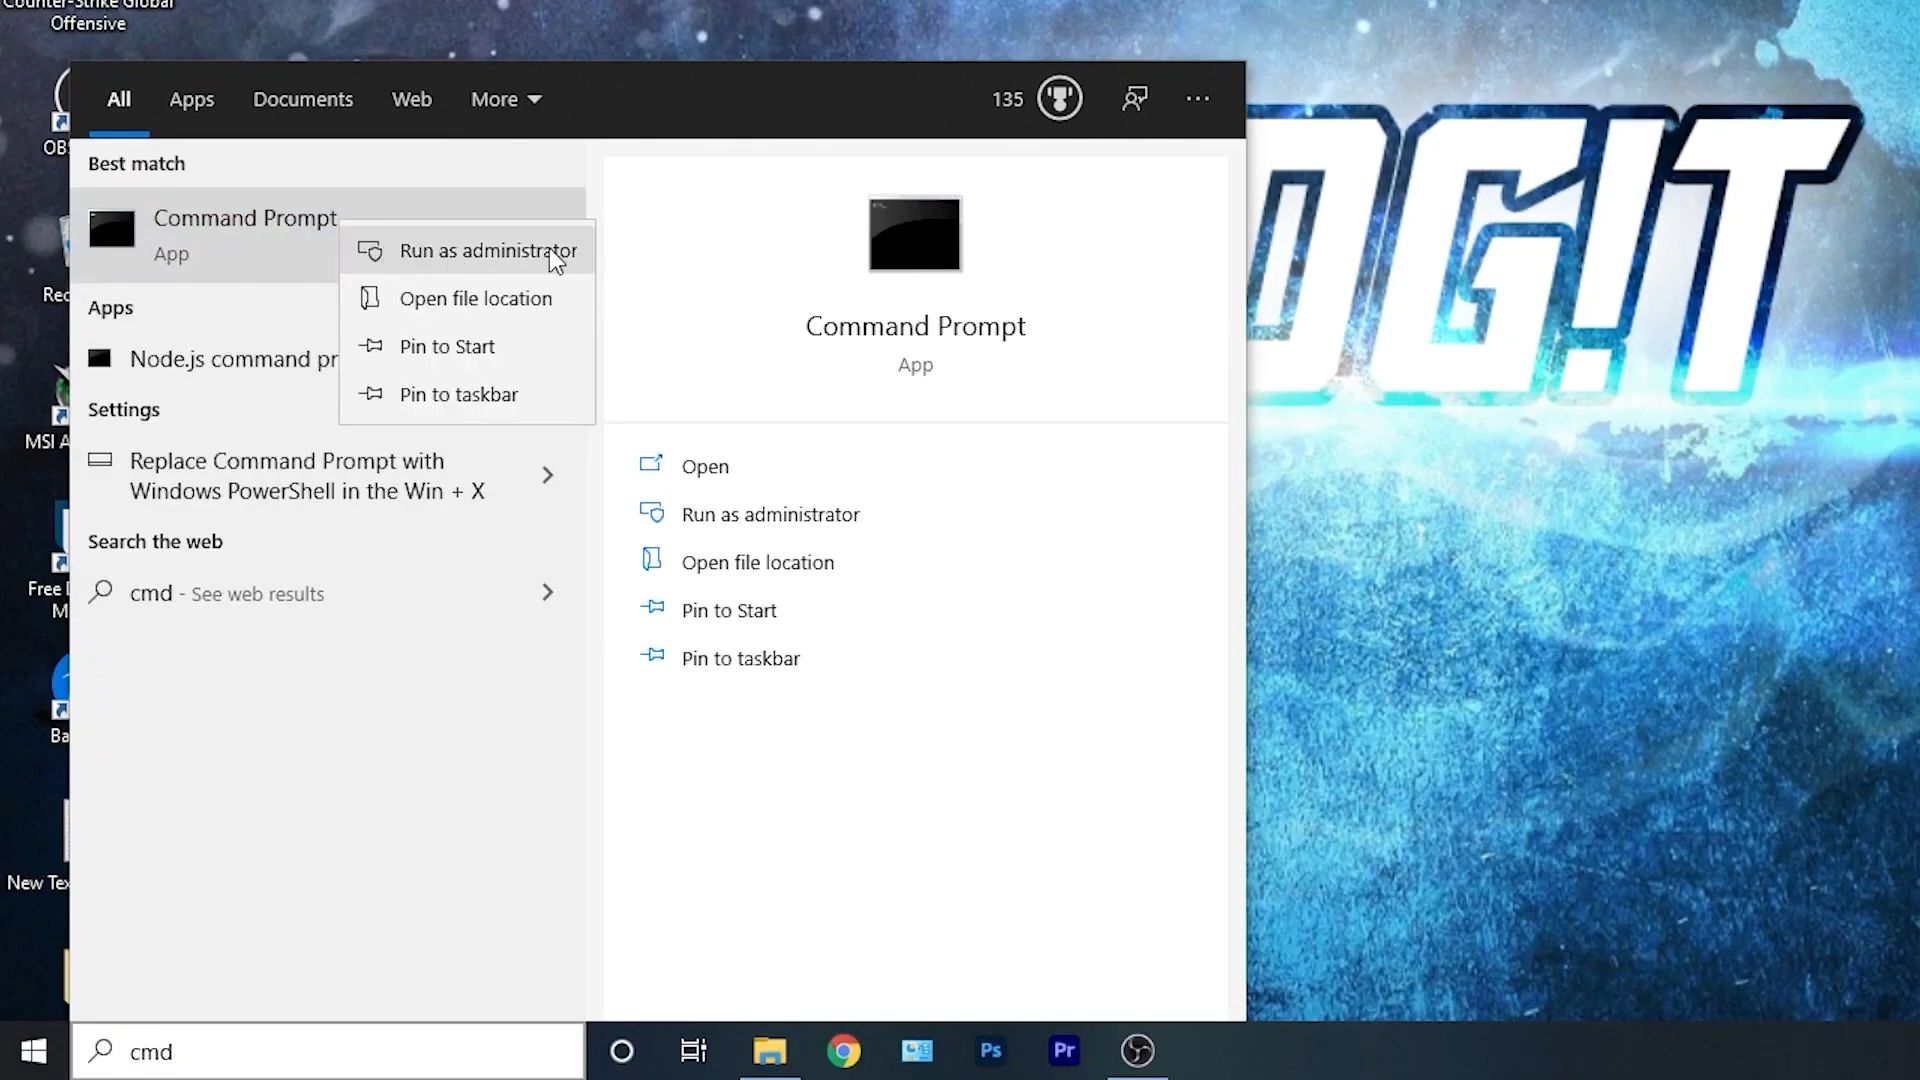 Counter-Strike Global
Offensive
All
Apps
Documents
Web
More
135
Best match
Command Prompt
App
Run as administrator
Open file location
Pin to Start
Pin to taskbar
Apps
Node.js command pr
Settings
Replace Command Prompt with
Windows PowerShell in the Win + X
Search the web
cmd - See web results
Command Prompt
App
Open
Run as administrator
Open file location
Pin to Start
Pin to taskbar
OBS
Rec
MSI A
Free
M
Ba
New Tex
OG!T
cmd
Ps
Pr